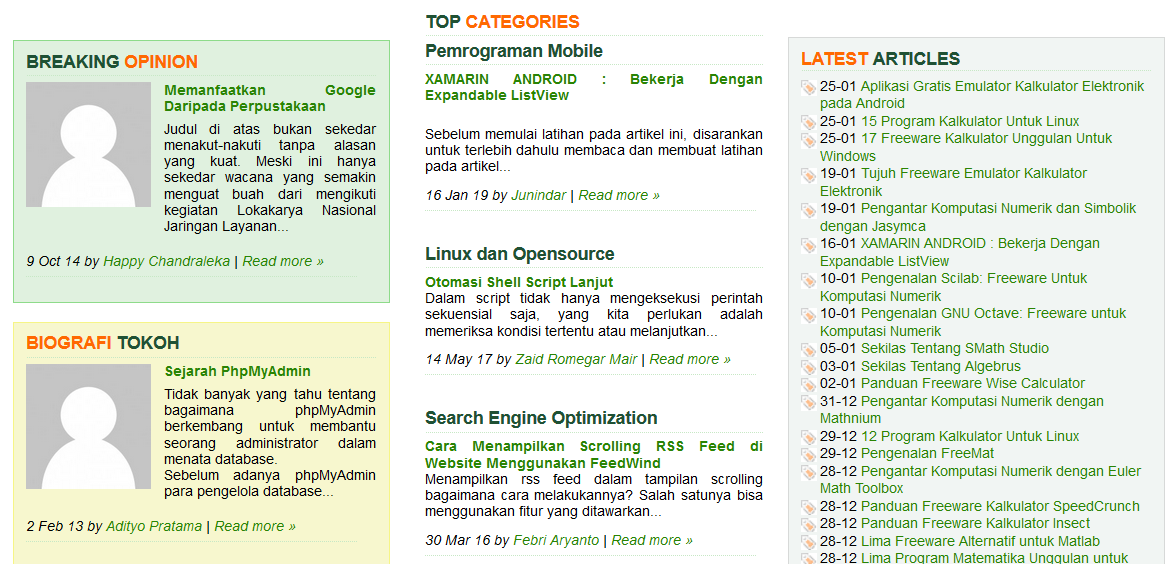 BREAKING OPINION
Memanfaatkan Google
Daripada Perpustakaan
Judul di atas bukan sekedar
menakut-nakuti tanpa alasan
yang kuat. Meski ini hanya
sekedar wacana yang semakin
menguat buah dari mengikuti
kegiatan Lokakarya Nasional
Jaringan Layanan...
9 Oct 14 by Happy Chandraleka | Read more »
BIOGRAFI TOKOH
Sejarah PhpMyAdmin
Tidak banyak yang tahu tentang
bagaimana phpMyAdmin
berkembang untuk membantu
seorang administrator dalam
menata database.
Sebelum adanya phpMyAdmin
para pengelola database...
2 Feb 13 by Adityo Pratama | Read more »
TOP CATEGORIES
Pemrograman Mobile
XAMARIN ANDROID : Bekerja Dengan
Expandable ListView
Sebelum memulai latihan pada artikel ini, disarankan
untuk terlebih dahulu membaca dan membuat latihan
pada artikel...
16 Jan 19 by Junindar | Read more »
Linux dan Opensource
Otomasi Shell Script Lanjut
Dalam script tidak hanya mengeksekusi perintah
sekuensial saja, yang kita perlukan adalah
memeriksa kondisi tertentu atau melanjutkan...
14 May 17 by Zaid Romegar Mair | Read more »
Search Engine Optimization
Cara Menampilkan Scrolling RSS Feed di
Website Menggunakan FeedWind
Menampilkan rss feed dalam tampilan scrolling
bagaimana cara melakukannya? Salah satunya bisa
menggunakan fitur yang ditawarkan...
30 Mar 16 by Febri Aryanto | Read more »
LATEST ARTICLES
25-01 Aplikasi Gratis Emulator Kalkulator Elektronik
pada Android
25-01 15 Program Kalkulator Untuk Linux
25-01 17 Freeware Kalkulator Unggulan Untuk
Windows
19-01 Tujuh Freeware Emulator Kalkulator
Elektronik
19-01 Pengantar Komputasi Numerik dan Simbolik
dengan Jasymca
16-01 XAMARIN ANDROID : Bekerja Dengan
Expandable ListView
10-01 Pengenalan Scilab: Freeware Untuk
Komputasi Numerik
10-01 Pengenalan GNU Octave: Freeware untuk
Komputasi Numerik
05-01 Sekilas Tentang SMath Studio
03-01 Sekilas Tentang Algebrus
02-01 Panduan Freeware Wise Calculator
31-12 Pengantar Komputasi Numerik dengan
Mathnium
29-12 12 Program Kalkulator Untuk Linux
29-12 Pengenalan FreeMat
28-12 Pengantar Komputasi Numerik dengan Euler
Math Toolbox
28-12 Panduan Freeware Kalkulator SpeedCrunch
28-12 Panduan Freeware Kalkulator Insect
28-12 Lima Freeware Alternatif untuk Matlab
28-12 Lima Program Matematika Unggulan untuk